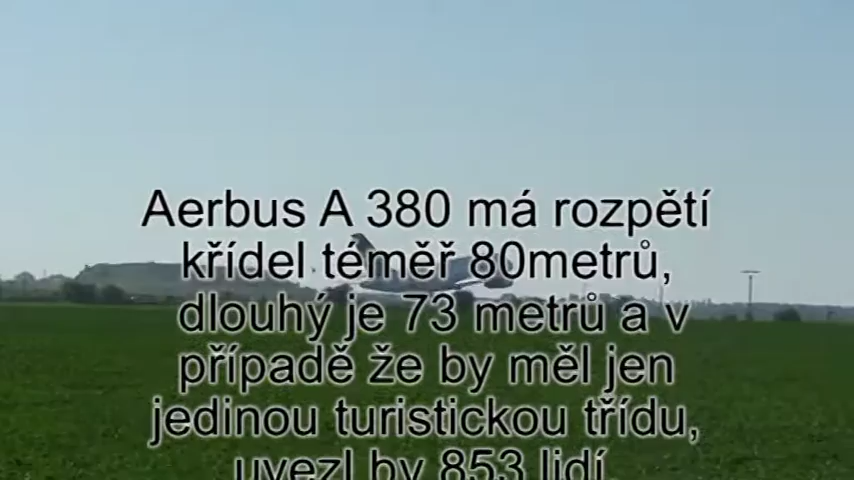 Aerbus A 380 má rozpětí
křídel téměř 80metrů,
dlouhý je 73 metrů a v
případě že by měl jen
jedinou turistickou třídu,
uvezl by 853 lidí.